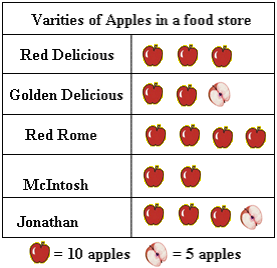 Varities of Apples in a food store
Red Delicious
Golden Delicious
Red Rome
McIntosh
Jonathan
= 10 apples = 5 apples